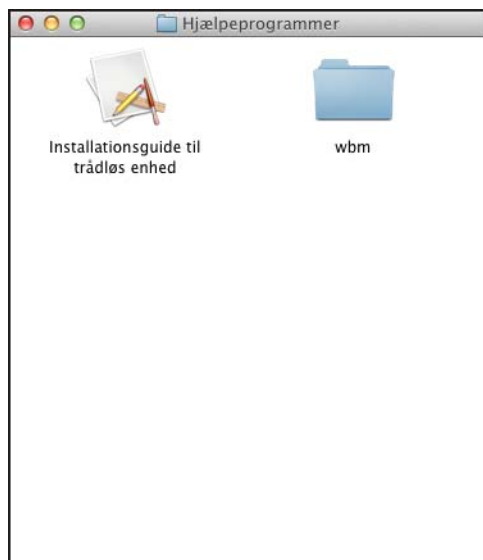 Hjælpeprogrammer
Installationsguide til
trådløs enhed
wbm